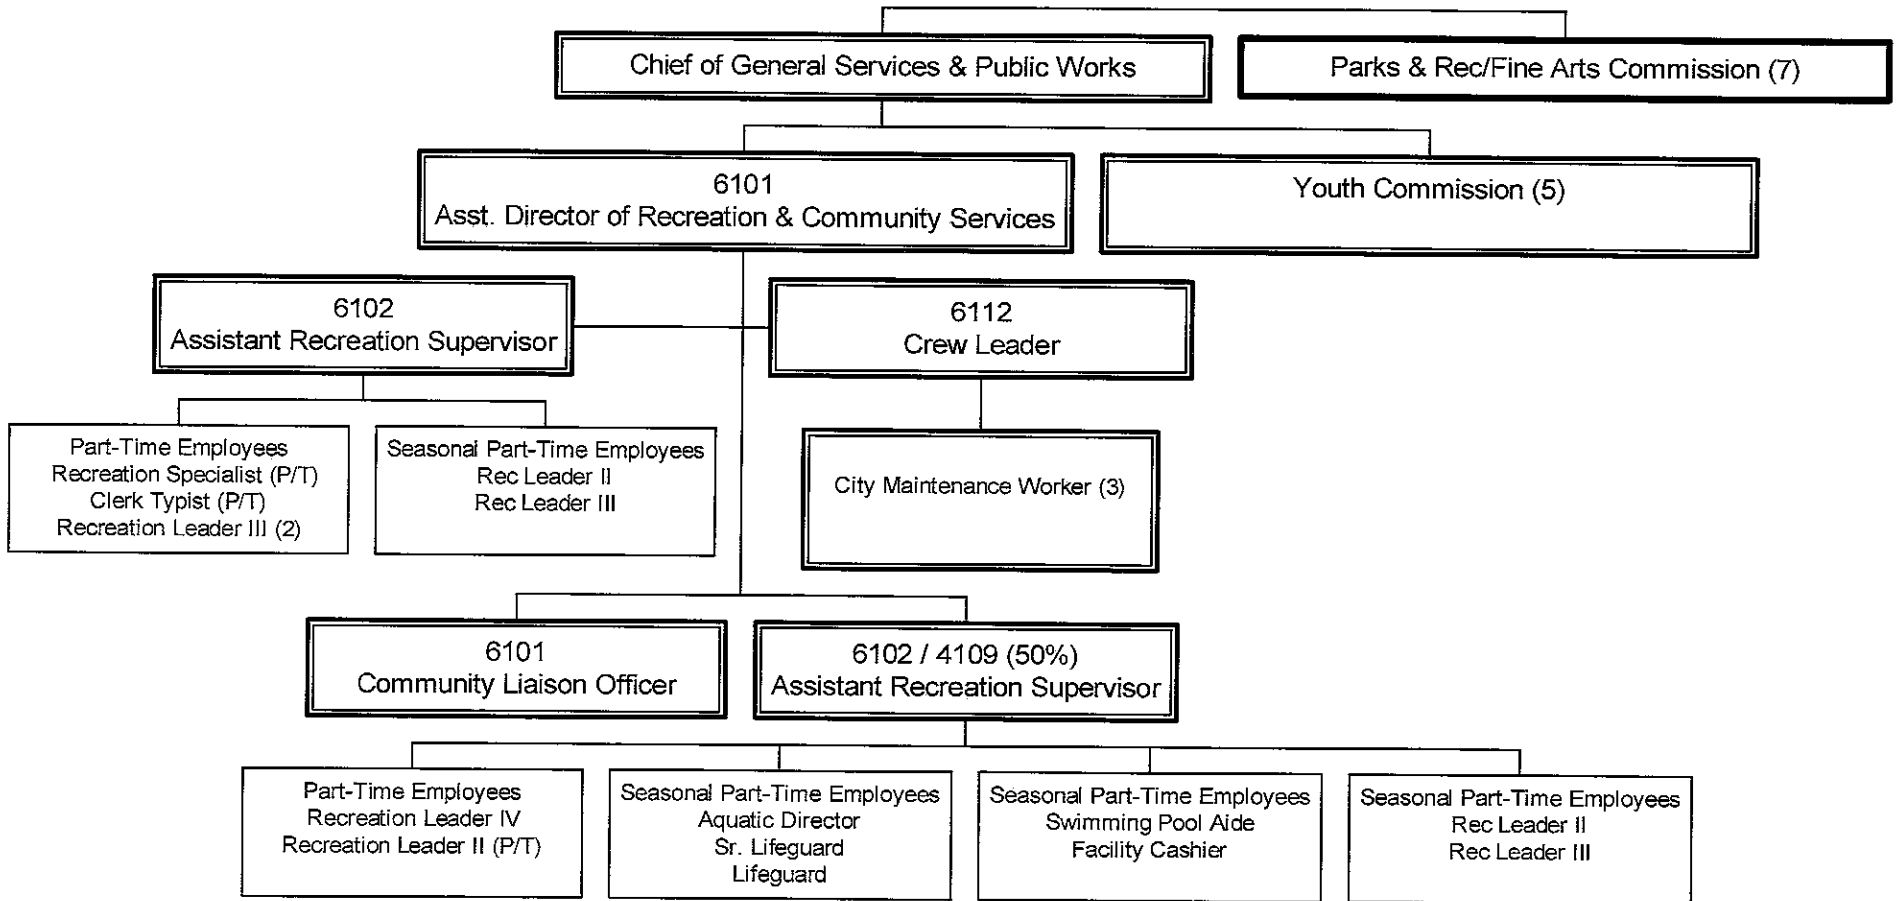 Chief of General Services & Public Works
Parks & Rec/Fine Arts Commission (7)
6101
Asst. Director of Recreation & Community Services
Youth Commission (5)
6102
Assistant Recreation Supervisor
6112
Crew Leader
Part-Time Employees
Recreation Specialist (P/T)
Clerk Typist (P/T)
Recreation Leader III (2)
Seasonal Part-Time Employees
Rec Leader II
Rec Leader III
City Maintenance Worker (3)
6101
Community Liaison Officer
6102 / 4109 (50%)
Assistant Recreation Supervisor
Part-Time Employees
Recreation Leader IV
Recreation Leader II (P/T)
Seasonal Part-Time Employees
Aquatic Director
Sr. Lifeguard
Lifeguard
Seasonal Part-Time Employees
Swimming Pool Aide
Facility Cashier
Seasonal Part-Time Employees
Rec Leader II
Rec Leader III